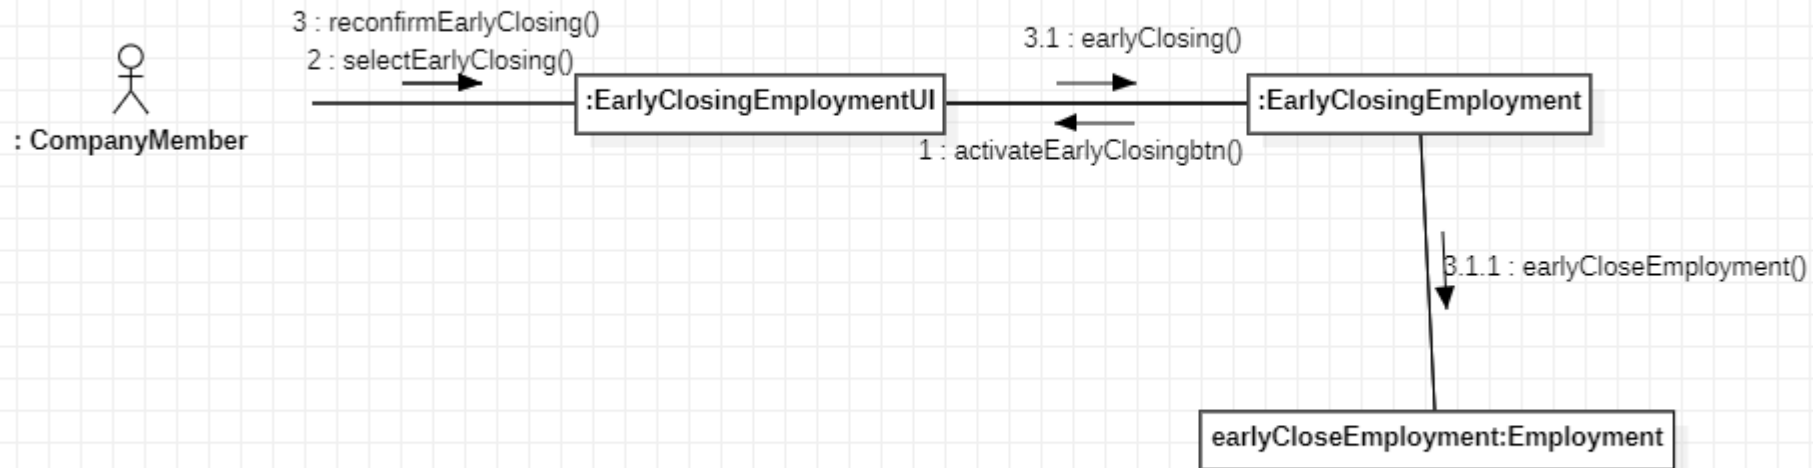 3 : reconfirmEarlyClosing()
2 : selectEarlyClosing()
: CompanyMember
:EarlyClosingEmploymentUI
3.1 : earlyClosing()
1 : activateEarlyClosingbtn()
:EarlyClosingEmployment
3.1.1 : earlyCloseEmployment()
earlyCloseEmployment:Employment